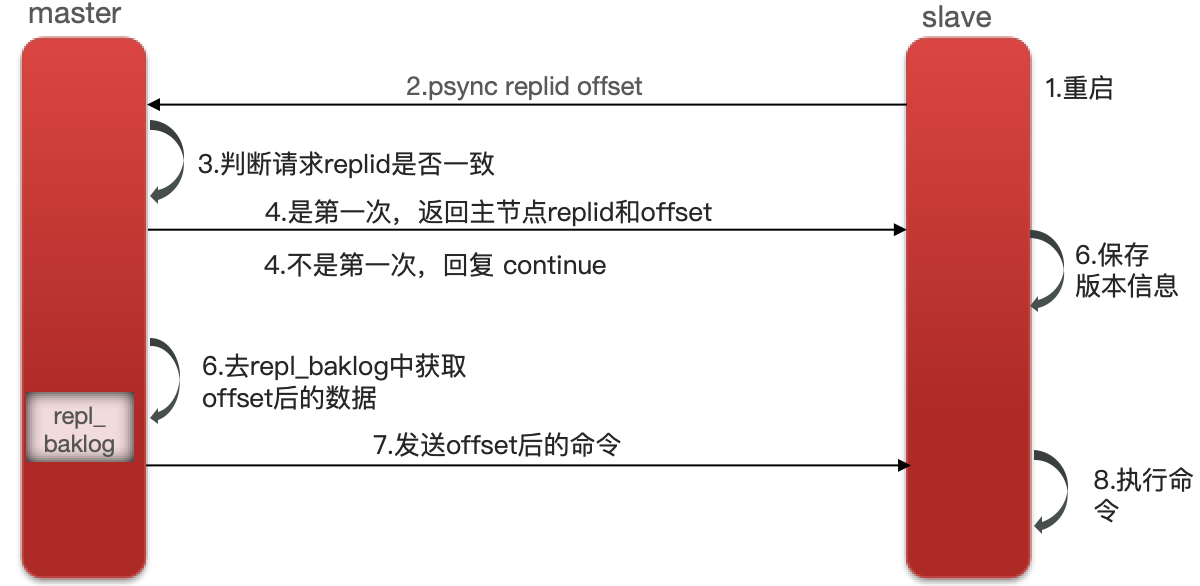 master
slave
2.psync replid offset
1.重启
3.判断请求replid是否一致
4.是第一次，返回主节点replid和offset
4.不是第一次，回复 continue
6.保存
版本信息
6.去repl_baklog中获取
offset后的数据
repl_
baklog
7.发送offset后的命令
8.执行命
令